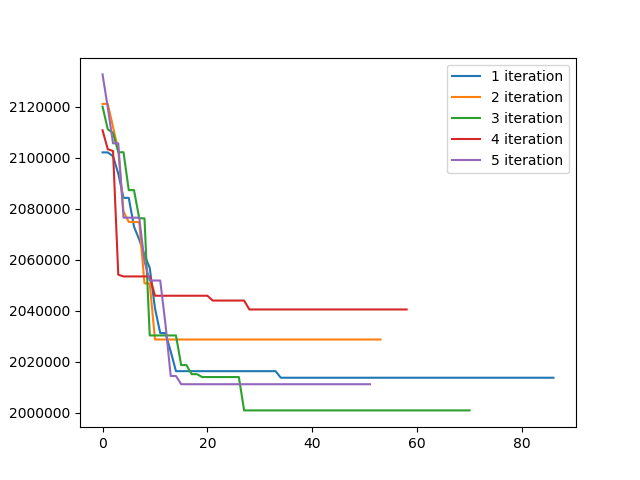 1 iteration
2 iteration
3 iteration
4 iteration
5 iteration
2120000
2100000
2080000
2060000
2040000
2020000
2000000
0 20 40 60 80